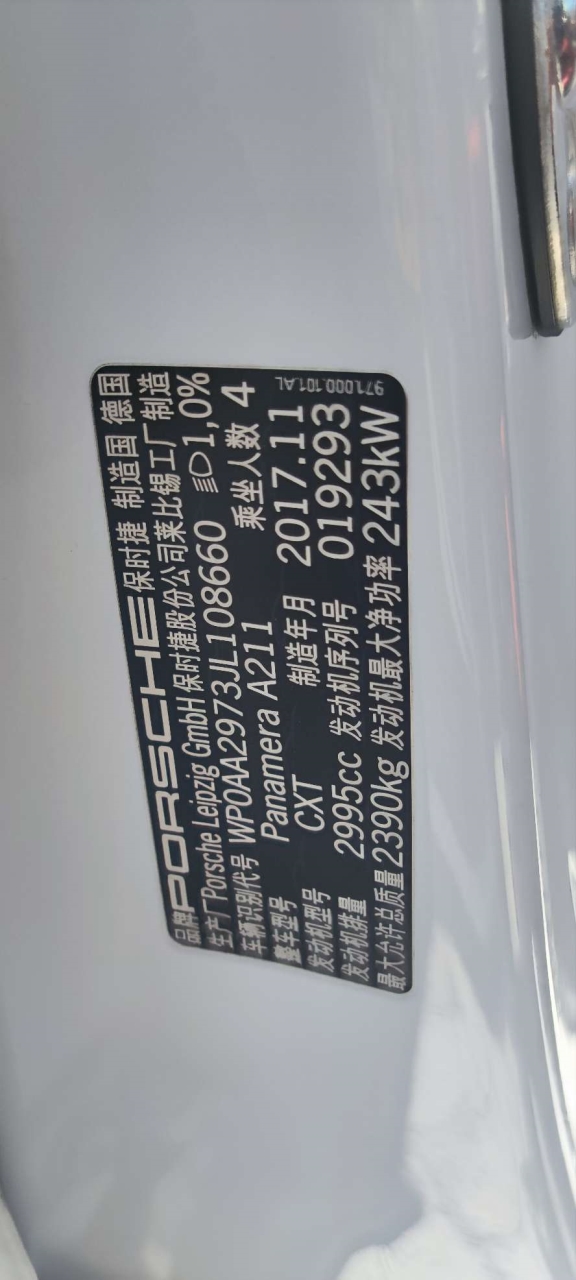 品牌 PORSCHE 保时捷 制造国 德国
生产厂 Porsche Leipzig GmbH 保时捷股份公司莱比锡工厂 制造
车辆识别代号 WP0AA2973JL108660 1,0%
整车型号 Panamera A211 乘坐人数 4
发动机型号 CXT 制造年月 2017.11
发动机排量 2995cc 发动机序列号 019293
最大允许总质量 2390kg 发动机最大净功率 243kW
971.000.101.AL